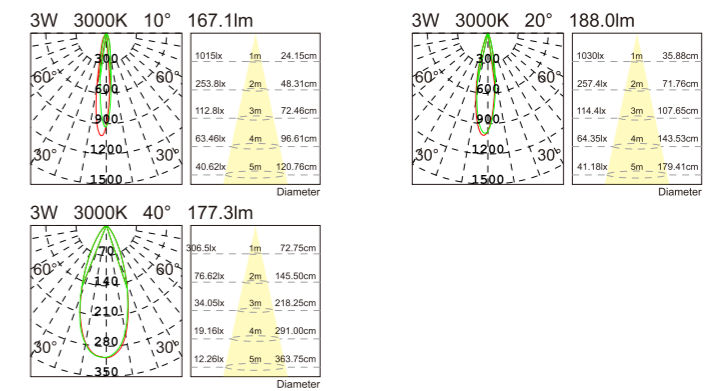 3W 3000K 10° 167.1lm
300
600
900
1200
1500
60° 60°
30° 30°
1015lx 1m 24.15cm
253.8lx 2m 48.31cm
112.8lx 3m 72.46cm
63.46lx 4m 96.61cm
40.62lx 5m 120.76cm
Diameter
3W 3000K 20° 188.0lm
300
600
900
1200
1500
60° 60°
30° 30°
1030lx 1m 35.88cm
257.4lx 2m 71.76cm
114.4lx 3m 107.65cm
64.35lx 4m 143.53cm
41.18lx 5m 179.41cm
Diameter
3W 3000K 40° 177.3lm
70
140
210
280
350
60° 60°
30° 30°
306.5lx 1m 72.75cm
76.62lx 2m 145.50cm
34.05lx 3m 218.25cm
19.16lx 4m 291.00cm
12.26lx 5m 363.75cm
Diameter